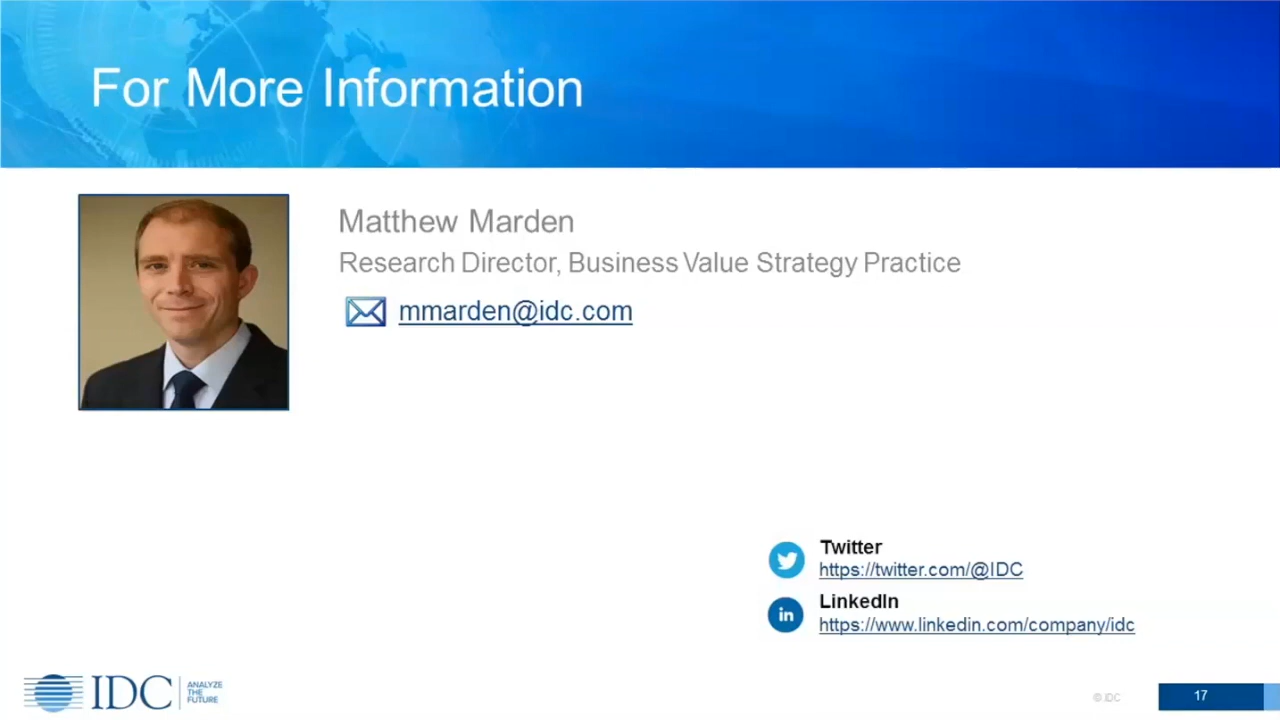 For More Information
Matthew Marden
Research Director, Business Value Strategy Practice
mmarden@idc.com
Twitter
https://twitter.com/@IDC
LinkedIn
https://www.linkedin.com/company/idc
in
IDC
ANALYZE
THE
FUTURE
© IDC
17